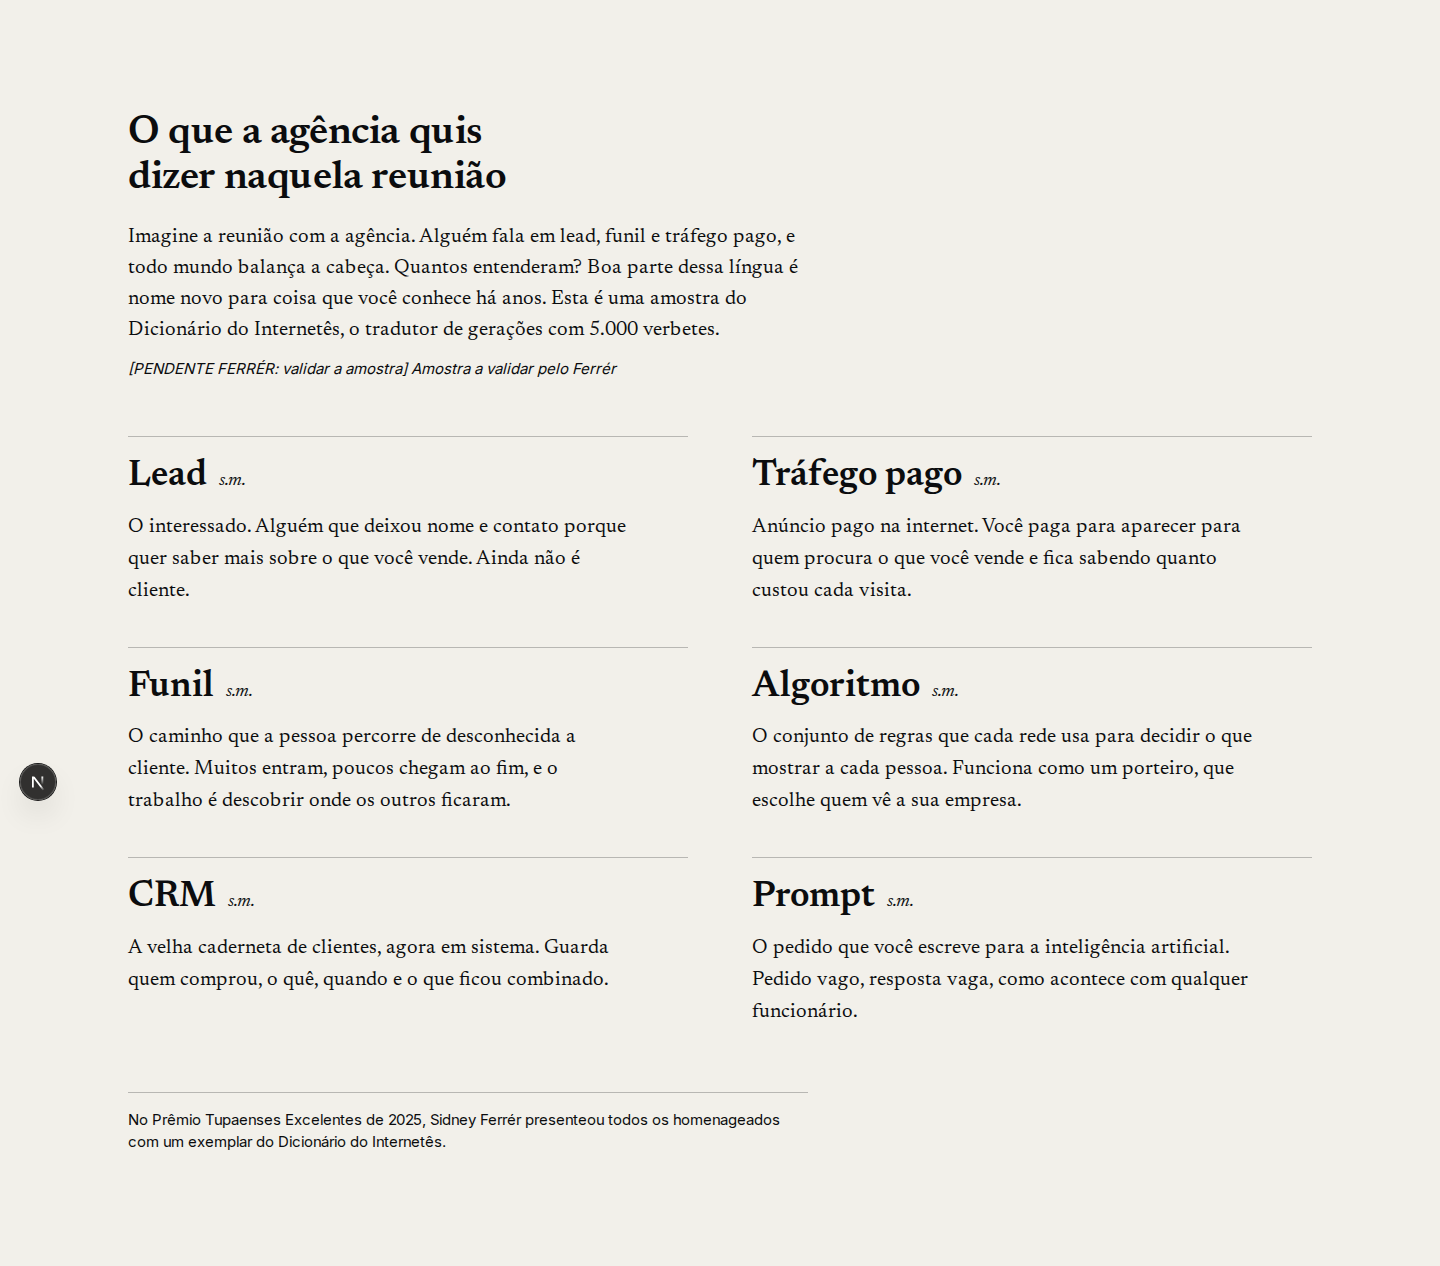 O que a agência quis
dizer naquela reunião
Imagine a reunião com a agência. Alguém fala em lead, funil e tráfego pago, e
todo mundo balança a cabeça. Quantos entenderam? Boa parte dessa língua é
nome novo para coisa que você conhece há anos. Esta é uma amostra do
Dicionário do Internetês, o tradutor de gerações com 5.000 verbetes.
[PENDENTE FERRÉR: validar a amostra] Amostra a validar pelo Ferrér
Lead s.m.
O interessado. Alguém que deixou nome e contato porque
quer saber mais sobre o que você vende. Ainda não é
cliente.
Tráfego pago s.m.
Anúncio pago na internet. Você paga para aparecer para
quem procura o que você vende e fica sabendo quanto
custou cada visita.
Funil s.m.
O caminho que a pessoa percorre de desconhecida a
cliente. Muitos entram, poucos chegam ao fim, e o
trabalho é descobrir onde os outros ficaram.
Algoritmo s.m.
O conjunto de regras que cada rede usa para decidir o que
mostrar a cada pessoa. Funciona como um porteiro, que
escolhe quem vê a sua empresa.
N
CRM s.m.
A velha caderneta de clientes, agora em sistema. Guarda
quem comprou, o quê, quando e o que ficou combinado.
Prompt s.m.
O pedido que você escreve para a inteligência artificial.
Pedido vago, resposta vaga, como acontece com qualquer
funcionário.
No Prêmio Tupaenses Excelentes de 2025, Sidney Ferrér presenteou todos os homenageados
com um exemplar do Dicionário do Internetês.